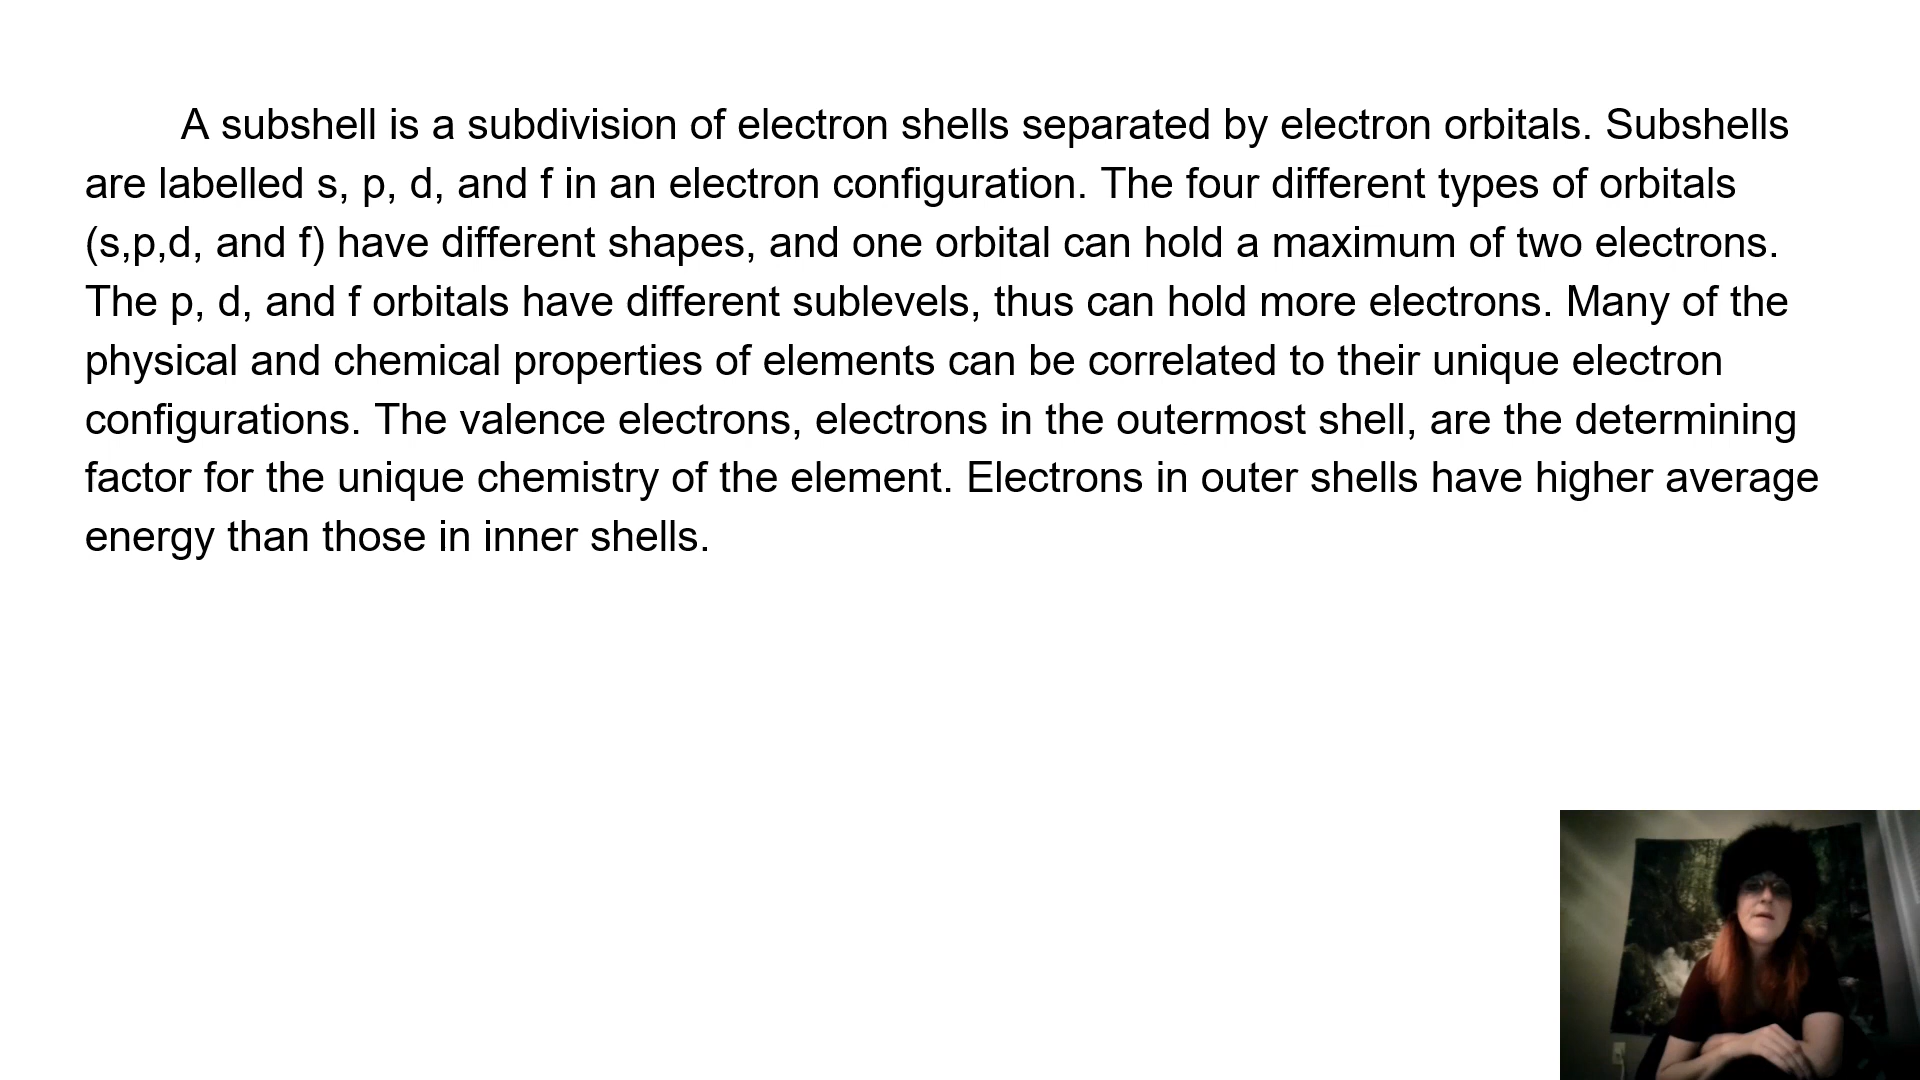 A subshell is a subdivision of electron shells separated by electron orbitals. Subshells
are labelled s, p, d, and f in an electron configuration. The four different types of orbitals
(s,p,d, and f) have different shapes, and one orbital can hold a maximum of two electrons.
The p, d, and f orbitals have different sublevels, thus can hold more electrons. Many of the
physical and chemical properties of elements can be correlated to their unique electron
configurations. The valence electrons, electrons in the outermost shell, are the determining
factor for the unique chemistry of the element. Electrons in outer shells have higher average
energy than those in inner shells.